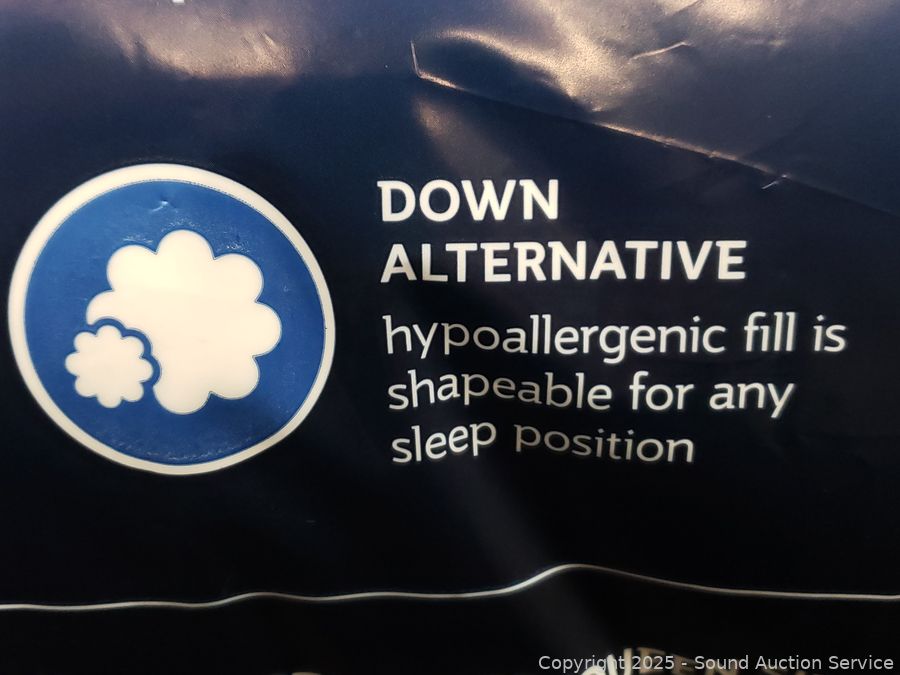 DOWN
ALTERNATIVE
hypoallergenic fill is
shapeable for any
sleep position
Copyright 2025 - Sound Auction Service